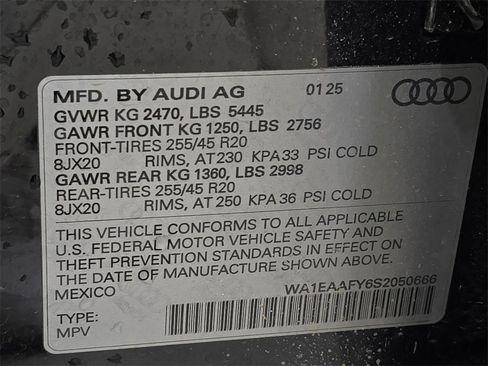 MFD. BY AUDI AG 01 25
GVWR KG 2470, LBS 5445
GAWR FRONT KG 1250, LBS 2756
FRONT-TIRES 255/45 R20
8JX20 RIMS, AT 230 KPA 33 PSI COLD
GAWR REAR KG 1360, LBS 2998
REAR-TIRES 255/45 R20
8JX20 RIMS, AT 250 KPA 36 PSI COLD
THIS VEHICLE CONFORMS TO ALL APPLICABLE
U.S. FEDERAL MOTOR VEHICLE SAFETY AND
THEFT PREVENTION STANDARDS IN EFFECT ON
THE DATE OF MANUFACTURE SHOWN ABOVE.
MEXICO
WA1EAAFY6S2050666
TYPE:
MPV